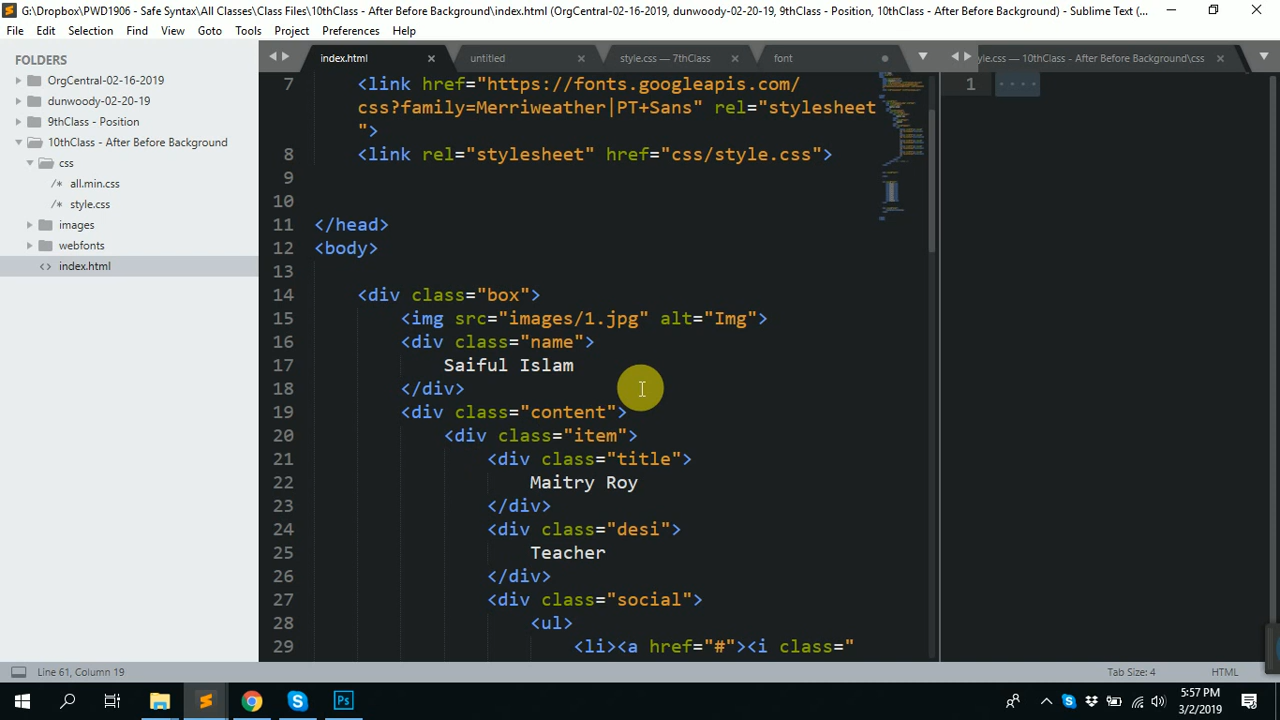 G:\Dropbox\PWD1906 - Safe Syntax\All Classes\Class Files\10thClass - After Before Background\index.html (OrgCentral-02-16-2019, dunwoody-02-20-19, 9thClass - Position, 10thClass - After Before Background) - Sublime Text (...
File Edit Selection Find View Goto Tools Project Preferences Help
FOLDERS
OrgCentral-02-16-2019
dunwoody-02-20-19
9thClass - Position
10thClass - After Before Background
css
/* all.min.css
/* style.css
images
webfonts
<> index.html
index.html × untitled × style.css — 7thClass × font
yle.css — 10thClass - After Before Background\css ×
7 <link href="https://fonts.googleapis.com/
css?family=Merriweather|PT+Sans" rel="stylesheet
">
8 <link rel="stylesheet" href="css/style.css">
9
10
11 </head>
12 <body>
13
14 <div class="box">
15 <img src="images/1.jpg" alt="Img">
16 <div class="name">
17 Saiful Islam
18 </div>
19 <div class="content">
20 <div class="item">
21 <div class="title">
22 Maitry Roy
23 </div>
24 <div class="desi">
25 Teacher
26 </div>
27 <div class="social">
28 <ul>
29 <li><a href="#"><i class="
1
Line 61, Column 19
Tab Size: 4 HTML
Ps
5:57 PM
3/2/2019